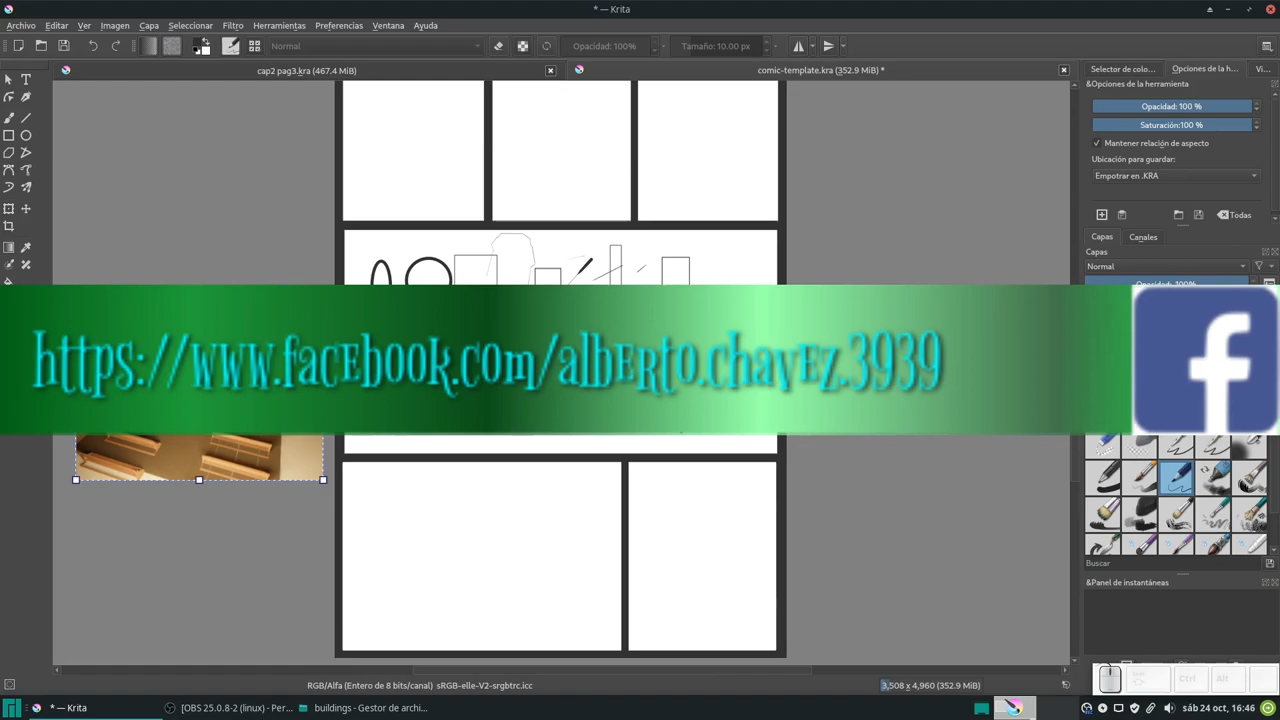 * — Krita
Archivo Editar Ver Imagen Capa Seleccionar Filtro Herramientas Preferencias Ventana Ayuda
Normal Opacidad: 100% Tamaño: 10.00 px
cap2 pag3.kra (467.4 MiB)
comic-template.kra (352.9 MiB) *
Selector de colo... Opciones de la h... Vi...
&Opciones de la herramienta
Opacidad: 100 %
Saturación:100 %
Mantener relación de aspecto
Ubicación para guardar:
Empotrar en .KRA
Todas
Capas Canales
Capas
Normal
Opacidad: 100%
https://www.facebook.com/alberto.chavez.3939
f
Buscar
&Panel de instantáneas
RGB/Alfa (Entero de 8 bits/canal) sRGB-elle-V2-srgbtrc.icc
3,508 x 4,960 (352.9 MiB)
Ctrl Alt
* — Krita
[OBS 25.0.8-2 (linux) - Per...
buildings - Gestor de archi...
sáb 24 oct, 16:46